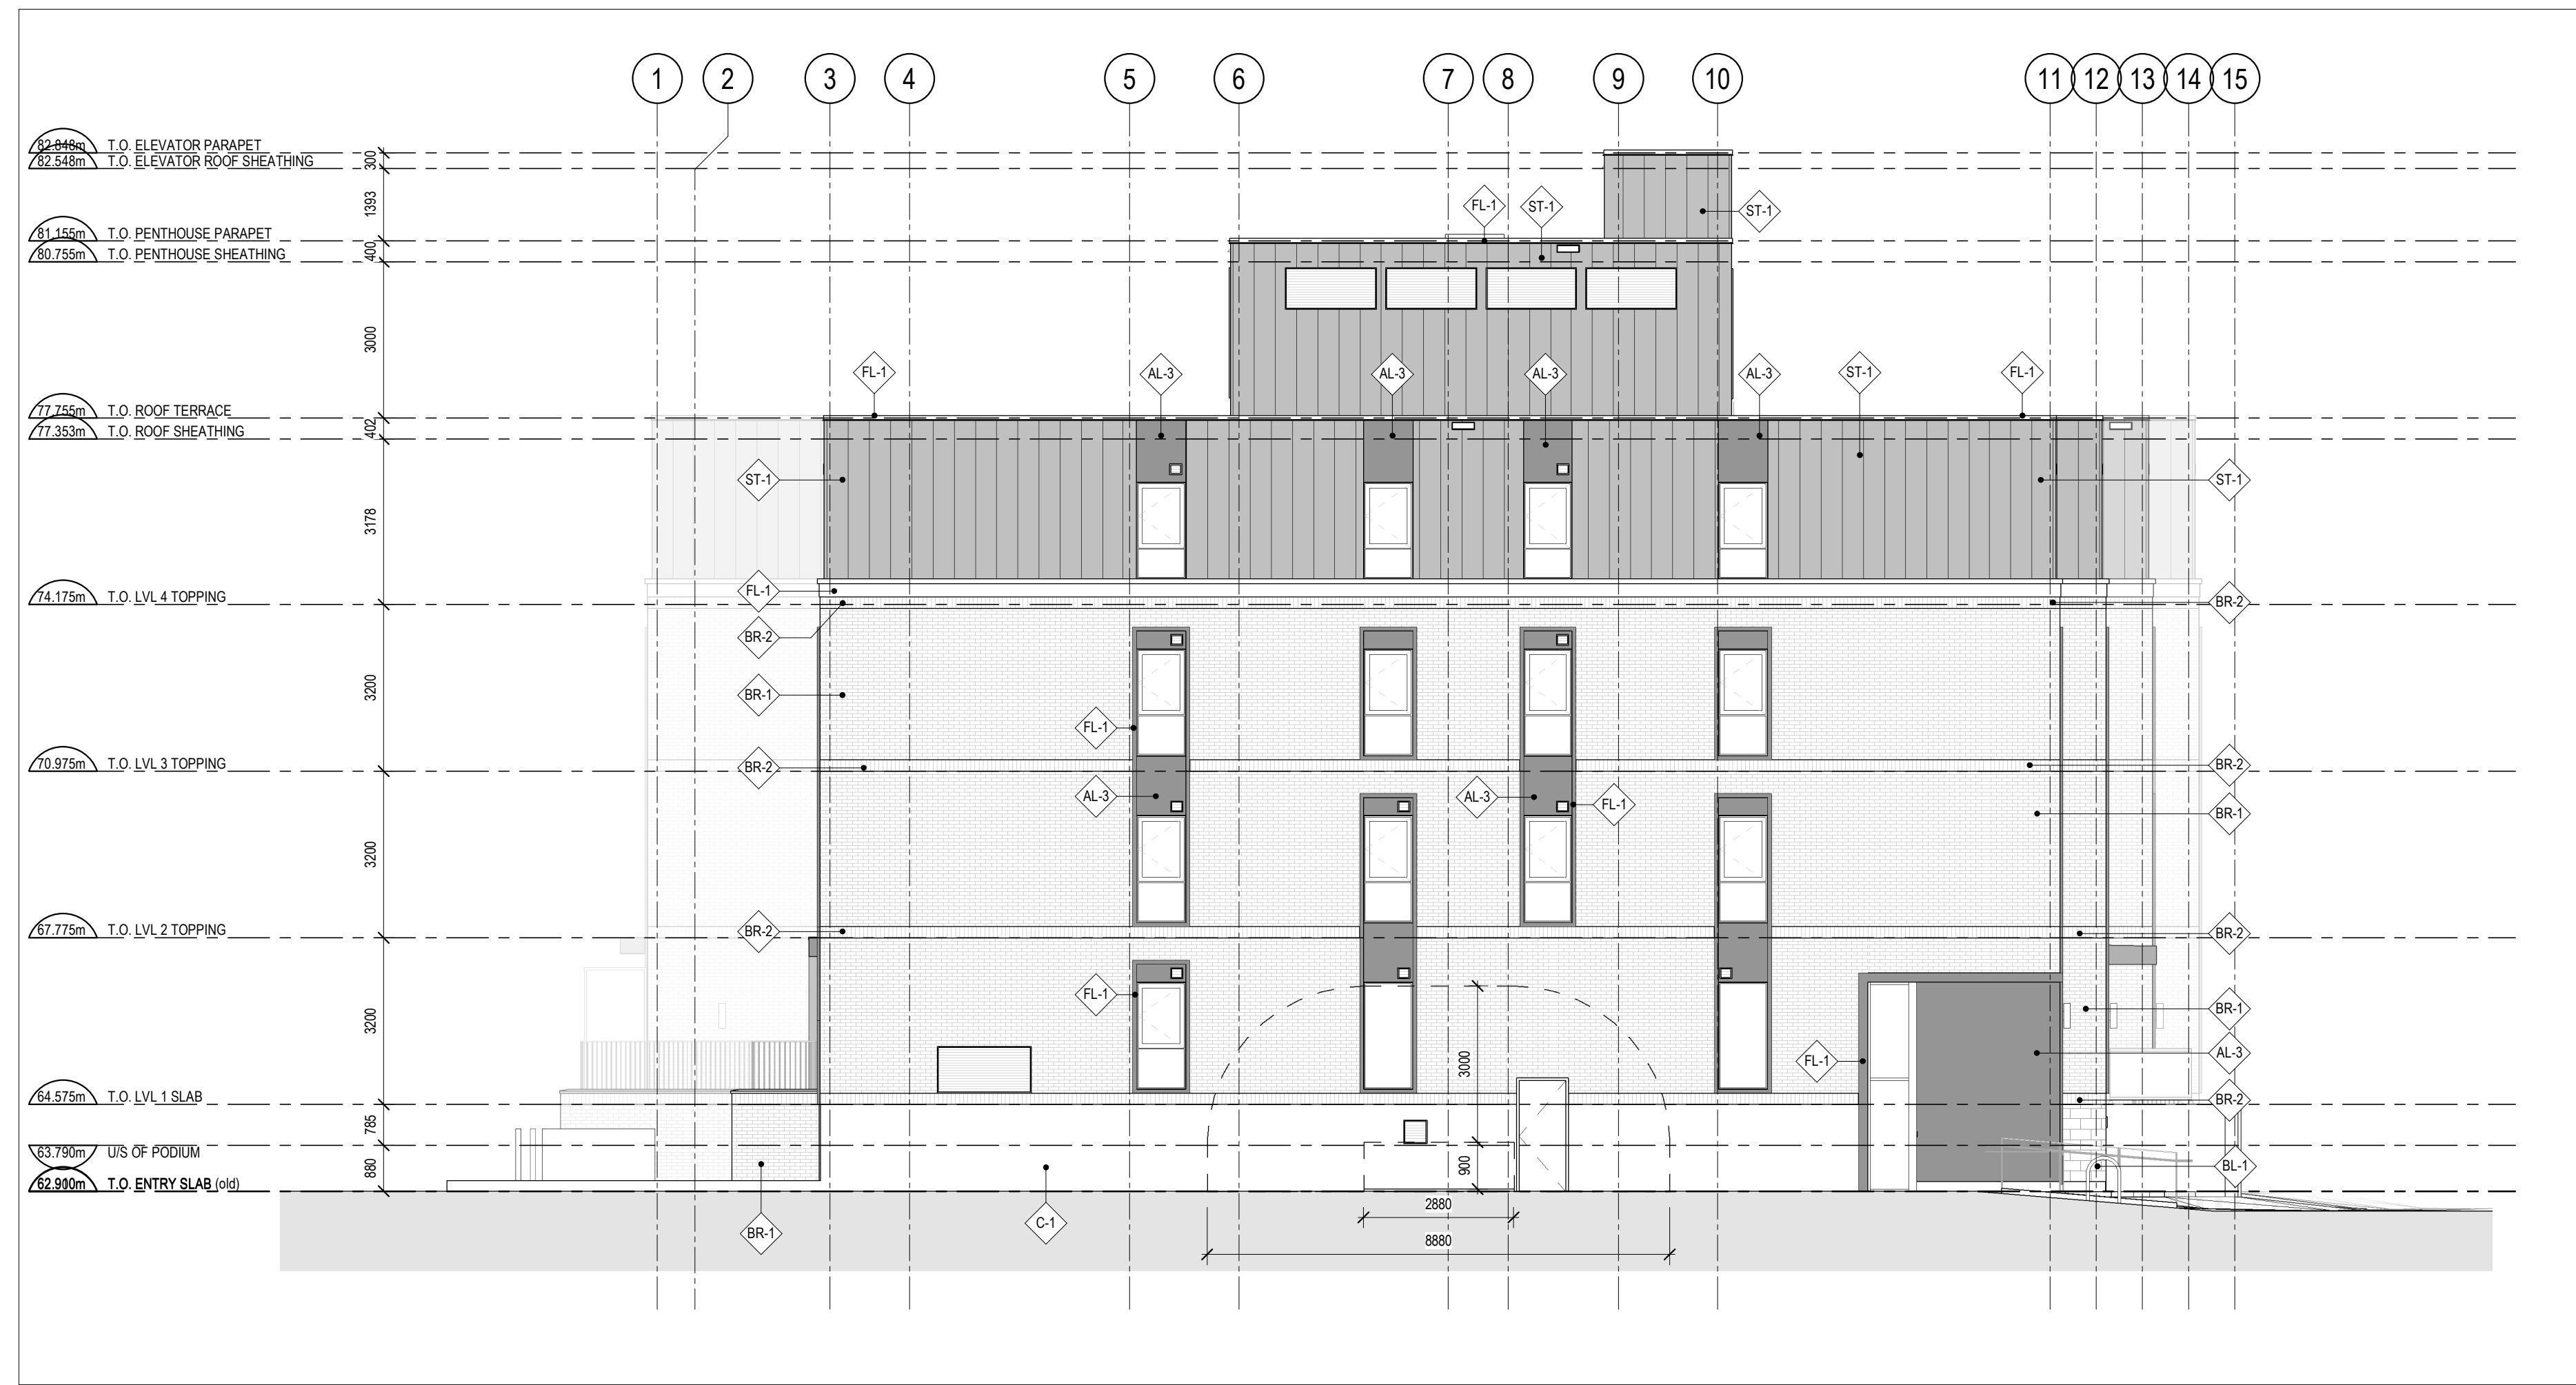 1 2 3 4 5 6 7 8 9 10 11 12 13 14 15
82.848m T.O. ELEVATOR PARAPET
82.548m T.O. ELEVATOR ROOF SHEATHING
300
1393
FL-1 ST-1 ST-1
81.155m T.O. PENTHOUSE PARAPET
400
80.755m T.O. PENTHOUSE SHEATHING
3000
FL-1 AL-3 AL-3 AL-3 AL-3 ST-1 FL-1
77.755m T.O. ROOF TERRACE
402
77.353m T.O. ROOF SHEATHING
ST-1 ST-1
3178
FL-1
74.175m T.O. LVL 4 TOPPING
BR-2
BR-2
3200
BR-1
FL-1
70.975m T.O. LVL 3 TOPPING
BR-2 BR-2
AL-3 AL-3 FL-1 BR-1
3200
67.775m T.O. LVL 2 TOPPING
BR-2 BR-2
FL-1 BR-1
3200
3000
FL-1 AL-3
64.575m T.O. LVL 1 SLAB
BR-2
785
63.790m U/S OF PODIUM
880
900
BL-1
62.900m T.O. ENTRY SLAB (old)
2880
BR-1 C-1
8880